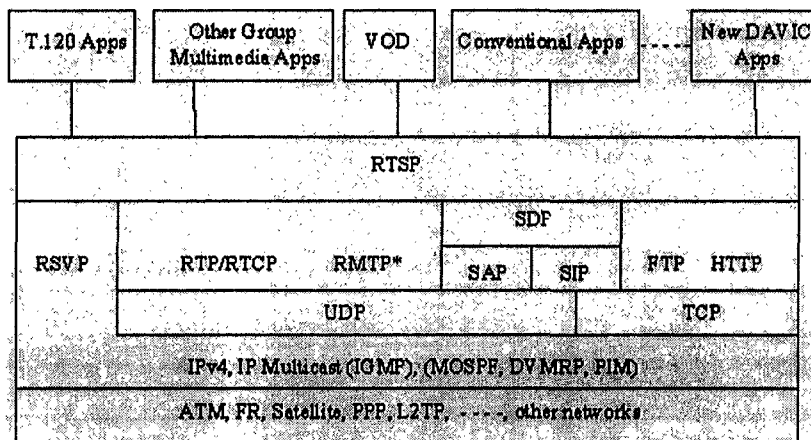 T.120 Apps
Other Group
Multimedia Apps
VOD
Conventional Apps
New DAVIC
Apps
RTSP
RSVP
RTP/RTCP
RMTP*
SDP
SAP
SIP
FTP
HTTP
UDP
TCP
IPv4, IP Multicast (IGMP), (MOSPF, DVMRP, PIM)
ATM, FR, Satellite, PPP, L2TP, - - - -, other networks